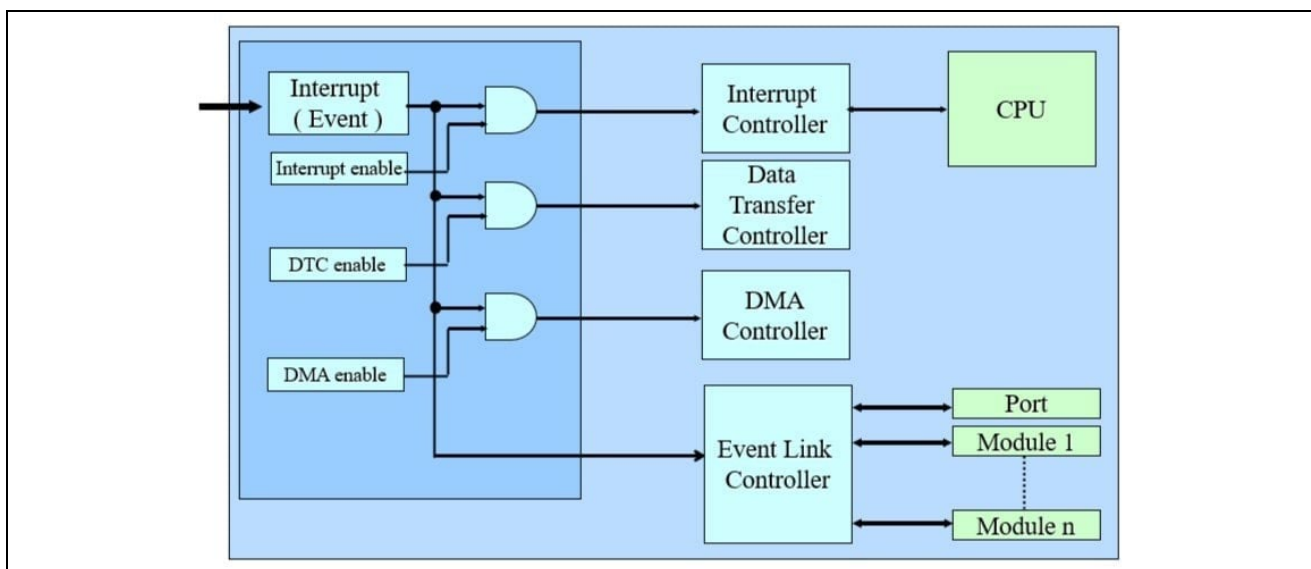 Interrupt
( Event )
Interrupt enable
DTC enable
DMA enable
Interrupt
Controller
Data
Transfer
Controller
DMA
Controller
Event Link
Controller
CPU
Port
Module 1
Module n